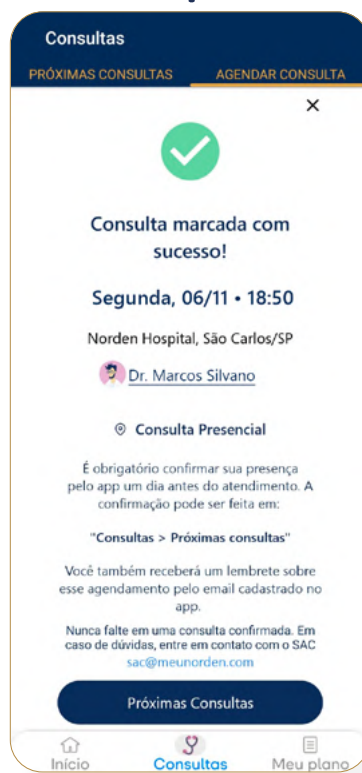 Consultas
PRÓXIMAS CONSULTAS AGENDAR CONSULTA
Consulta marcada com
sucesso!
Segunda, 06/11 • 18:50
Norden Hospital, São Carlos/SP
Dr. Marcos Silvano
Consulta Presencial
É obrigatório confirmar sua presença
pelo app um dia antes do atendimento. A
confirmação pode ser feita em:
"Consultas > Próximas consultas"
Você também receberá um lembrete sobre
esse agendamento pelo email cadastrado no
app.
Nunca falte em uma consulta confirmada. Em
caso de dúvidas, entre em contato com o SAC
sac@meunorden.com
Próximas Consultas
Início Consultas Meu plano